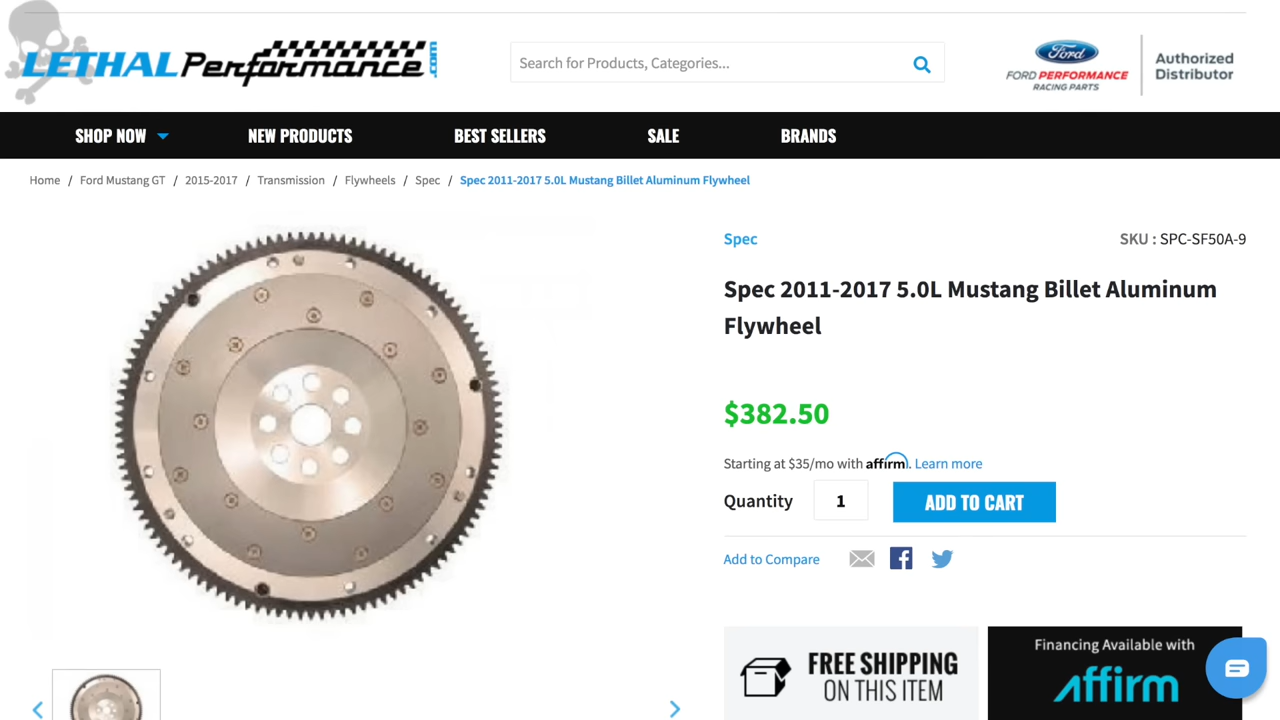 LETHAL Performance .com
Search for Products, Categories...
Ford
FORD PERFORMANCE
RACING PARTS
Authorized
Distributor
SHOP NOW NEW PRODUCTS BEST SELLERS SALE BRANDS
Home / Ford Mustang GT / 2015-2017 / Transmission / Flywheels / Spec / Spec 2011-2017 5.0L Mustang Billet Aluminum Flywheel
Spec
SKU : SPC-SF50A-9
Spec 2011-2017 5.0L Mustang Billet Aluminum
Flywheel
$382.50
Starting at $35/mo with affirm. Learn more
Quantity 1 ADD TO CART
Add to Compare
FREE SHIPPING
ON THIS ITEM
Financing Available with
affirm